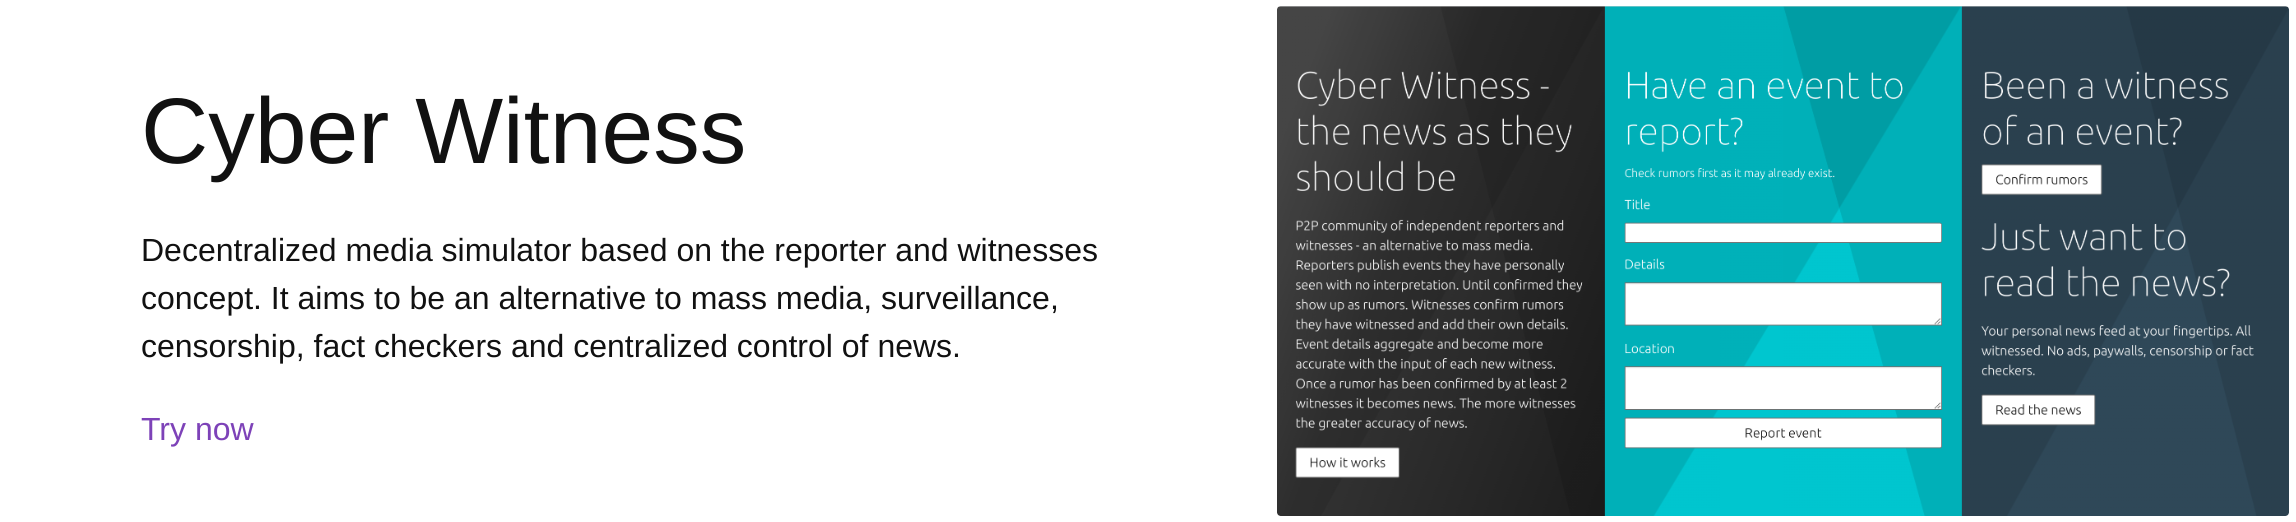 Cyber Witness
Decentralized media simulator based on the reporter and witnesses
concept. It aims to be an alternative to mass media, surveillance,
censorship, fact checkers and centralized control of news.
Try now
Cyber Witness -
the news as they
should be
P2P community of independent reporters and
witnesses - an alternative to mass media.
Reporters publish events they have personally
seen with no interpretation. Until confirmed they
show up as rumors. Witnesses confirm rumors
they have witnessed and add their own details.
Event details aggregate and become more
accurate with the input of each new witness.
Once a rumor has been confirmed by at least 2
witnesses it becomes news. The more witnesses
the greater accuracy of news.
How it works
Have an event to
report?
Check rumors first as it may already exist.
Title
Details
Location
Report event
Been a witness
of an event?
Confirm rumors
Just want to
read the news?
Your personal news feed at your fingertips. All
witnessed. No ads, paywalls, censorship or fact
checkers.
Read the news